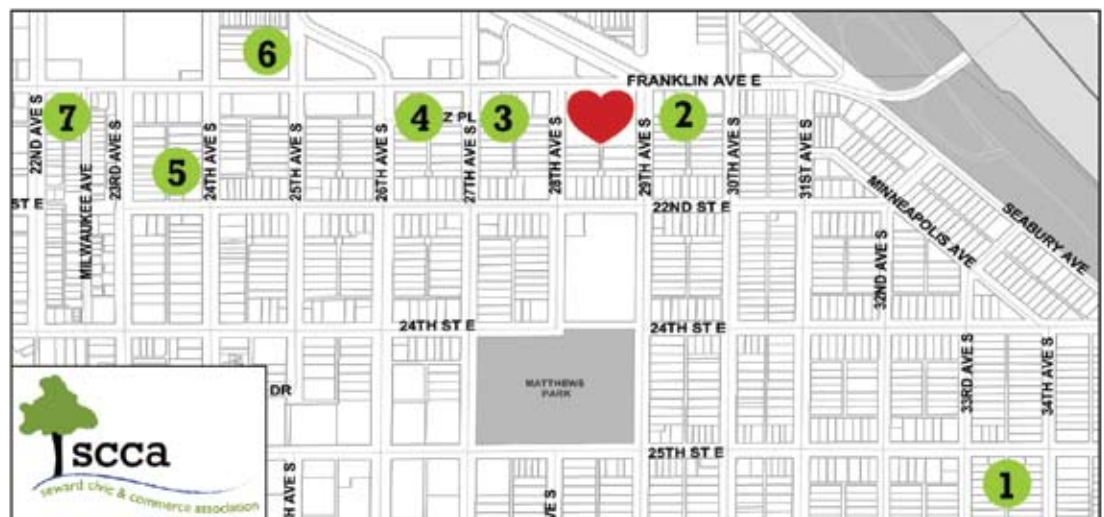 6
FRANKLIN AVE E
7
4
Z PL
3
2
22ND AVE S
MILWAUKEE AVE
23RD AVE S
5
24TH AVE S
25TH AVE S
26TH AVE S
27TH AVE S
28TH AVE S
29TH AVE S
30TH AVE S
31ST AVE S
ST E
22ND ST E
MINNEAPOLIS AVE
SEABURY AVE
32ND AVE S
24TH ST E
24TH ST E
DR
MATTHEWS
PARK
33RD AVE S
34TH AVE S
25TH ST E
1
H AVE S
VE S
scca
seward civic & commerce association